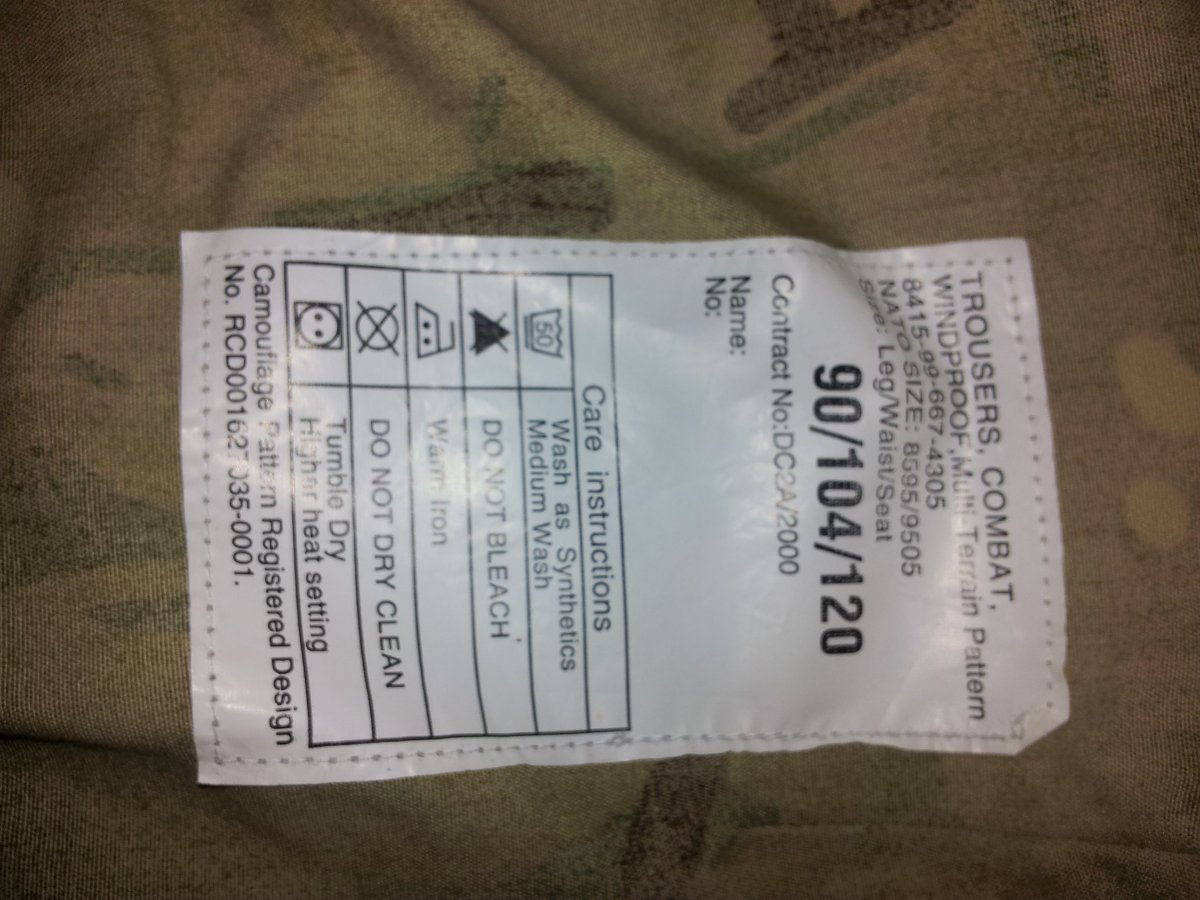 TROUSERS, COMBAT,
WINDPROOF,Multi-Terrain Pattern
8415-99-6667-4305
NATO SIZE: 8595/9505
Size: Leg/Waist/Seat
90/104/120
Contract No:DC2A/2000
Name:
No:
Care instructions
50 Wash as Synthetics
Medium Wash
DO NOT BLEACH
Warm Iron
DO NOT DRY CLEAN
Tumble Dry
Higher heat setting
Camouflage Pattern Registered Design
No. RCD001627035-0001.